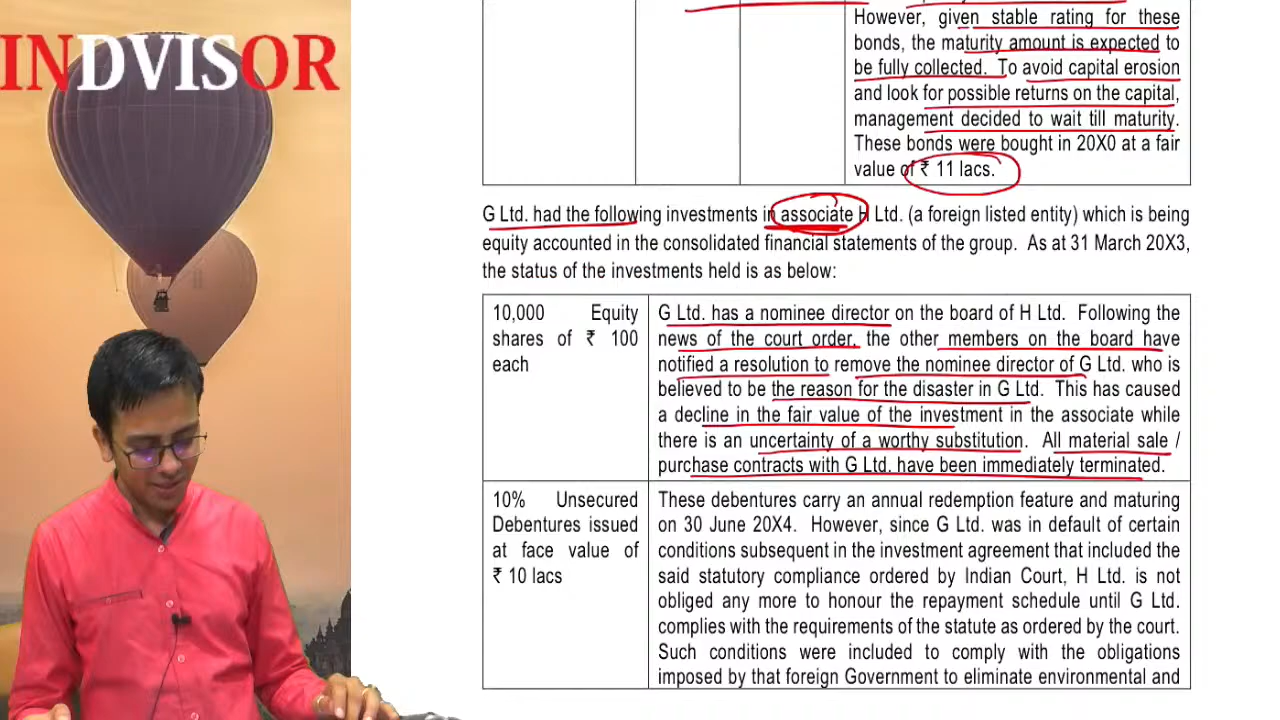 INDVISOR
However, given stable rating for these
bonds, the maturity amount is expected to
be fully collected. To avoid capital erosion
and look for possible returns on the capital,
management decided to wait till maturity.
These bonds were bought in 20X0 at a fair
value of ₹ 11 lacs.
G Ltd. had the following investments in associate H Ltd. (a foreign listed entity) which is being
equity accounted in the consolidated financial statements of the group. As at 31 March 20X3,
the status of the investments held is as below:
10,000 Equity
shares of ₹ 100
each
G Ltd. has a nominee director on the board of H Ltd. Following the
news of the court order, the other members on the board have
notified a resolution to remove the nominee director of G Ltd. who is
believed to be the reason for the disaster in G Ltd. This has caused
a decline in the fair value of the investment in the associate while
there is an uncertainty of a worthy substitution. All material sale /
purchase contracts with G Ltd. have been immediately terminated.
10% Unsecured
Debentures issued
at face value of
₹ 10 lacs
These debentures carry an annual redemption feature and maturing
on 30 June 20X4. However, since G Ltd. was in default of certain
conditions subsequent in the investment agreement that included the
said statutory compliance ordered by Indian Court, H Ltd. is not
obliged any more to honour the repayment schedule until G Ltd.
complies with the requirements of the statute as ordered by the court.
Such conditions were included to comply with the obligations
imposed by that foreign Government to eliminate environmental and